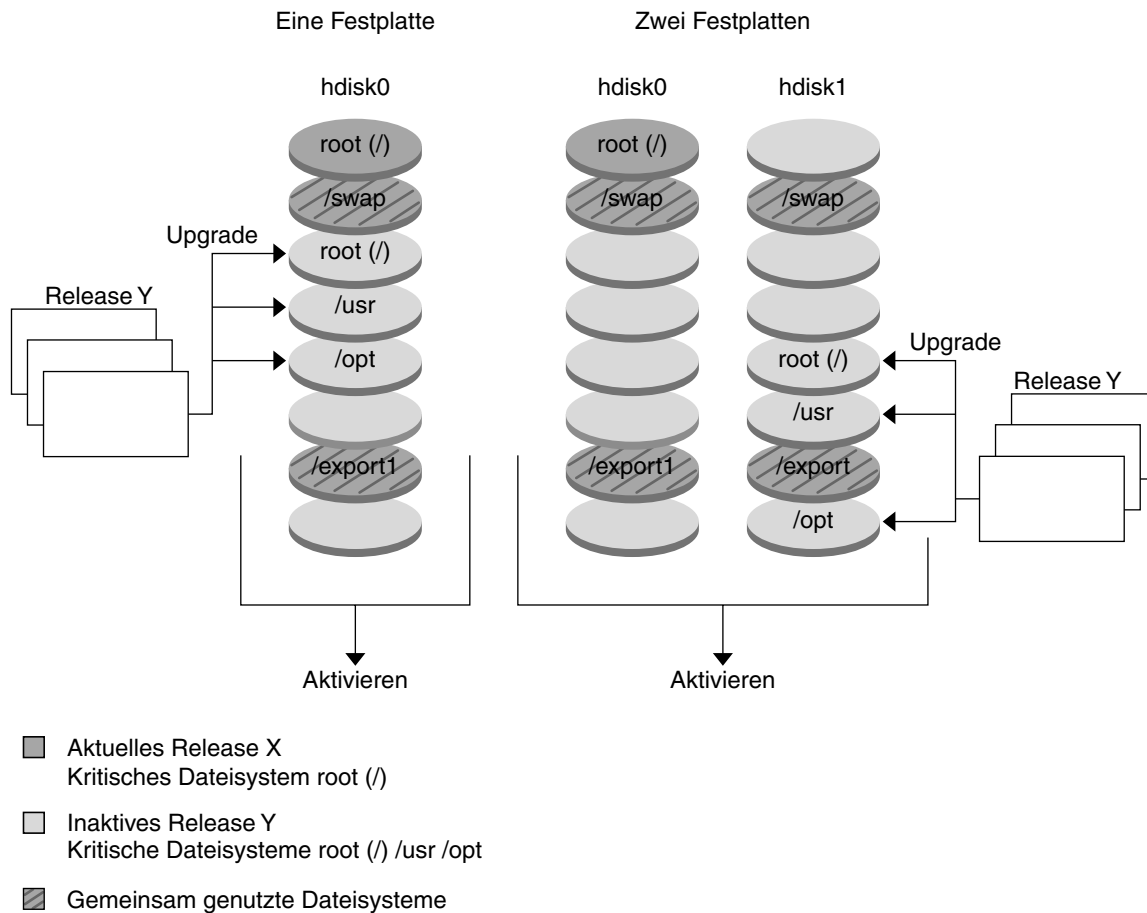 Eine Festplatte
Zwei Festplatten
hdisk0
hdisk0
hdisk1
root (/)
/swap
root (/)
/usr
/opt
/export1
Upgrade
Release Y
root (/)
/swap
/export1
/swap
root (/)
/usr
/export
/opt
Upgrade
Release Y
Aktivieren
Aktivieren
Aktuelles Release X
Kritisches Dateisystem root (/)
Inaktives Release Y
Kritische Dateisysteme root (/) /usr /opt
Gemeinsam genutzte Dateisysteme